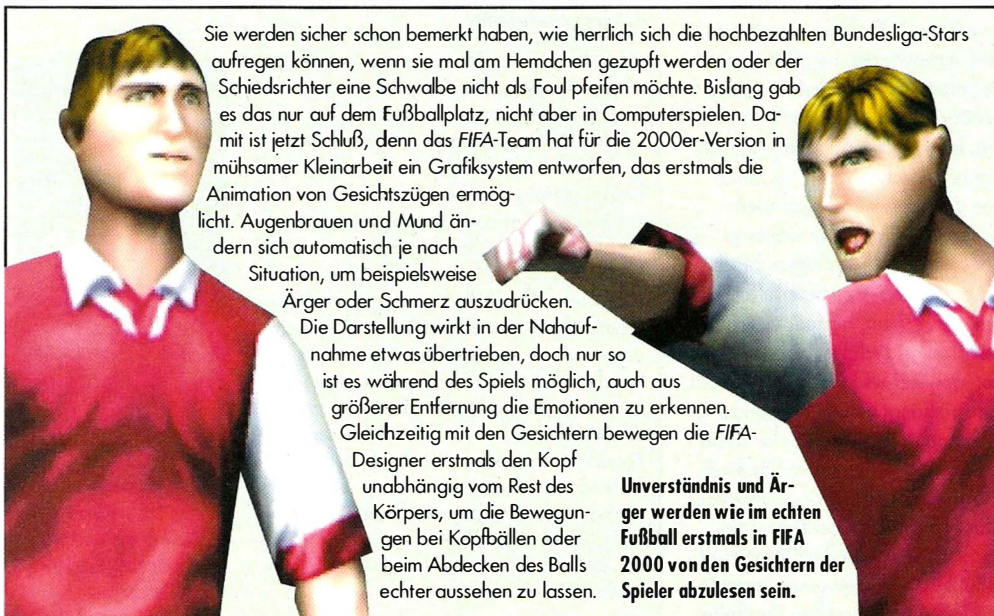 Sie werden sicher schon bemerkt haben, wie herrlich sich die hochbezahlten Bundesliga-Stars
aufregen können, wenn sie mal am Hemdchen gezupft werden oder der
Schiedsrichter eine Schwalbe nicht als Foul pfeifen möchte. Bislang gab
es das nur auf dem Fußballplatz, nicht aber in Computerspielen. Da-
mit ist jetzt Schluß, denn das FIFA-Team hat für die 2000er-Version in
mühsamer Kleinarbeit ein Grafiksystem entworfen, das erstmals die
Animation von Gesichtszügen ermög-
licht. Augenbrauen und Mund än-
dern sich automatisch je nach
Situation, um beispielsweise
Ärger oder Schmerz auszudrücken.
Die Darstellung wirkt in der Nahauf-
nahme etwas übertrieben, doch nur so
ist es während des Spiels möglich, auch aus
größerer Entfernung die Emotionen zu erkennen.
Gleichzeitig mit den Gesichtern bewegen die FIFA-
Designer erstmals den Kopf
unabhängig vom Rest des
Körpers, um die Bewegun-
gen bei Kopfbällen oder
beim Abdecken des Balls
echter aussehen zu lassen.
Unverständnis und Är-
ger werden wie im echten
Fußball erstmals in FIFA
2000 von den Gesichtern der
Spieler abzulesen sein.